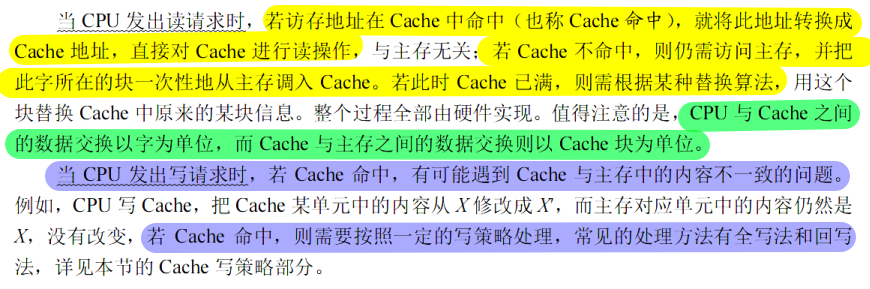 当 CPU 发出读请求时，若访存地址在 Cache 中命中（也称 Cache 命中），就将此地址转换成
Cache 地址，直接对 Cache 进行读操作，与主存无关；若 Cache 不命中，则仍需访问主存，并把
此字所在的块一次性地从主存调入 Cache。若此时 Cache 已满，则需根据某种替换算法，用这个
块替换 Cache 中原来的某块信息。整个过程全部由硬件实现。值得注意的是，CPU 与 Cache 之间
的数据交换以字为单位，而 Cache 与主存之间的数据交换则以 Cache 块为单位。
当 CPU 发出写请求时，若 Cache 命中，有可能遇到 Cache 与主存中的内容不一致的问题。
例如，CPU 写 Cache，把 Cache 某单元中的内容从 X 修改成 X′，而主存对应单元中的内容仍然是
X，没有改变，若 Cache 命中，则需要按照一定的写策略处理，常见的处理方法有全写法和回写
法，详见本节的 Cache 写策略部分。